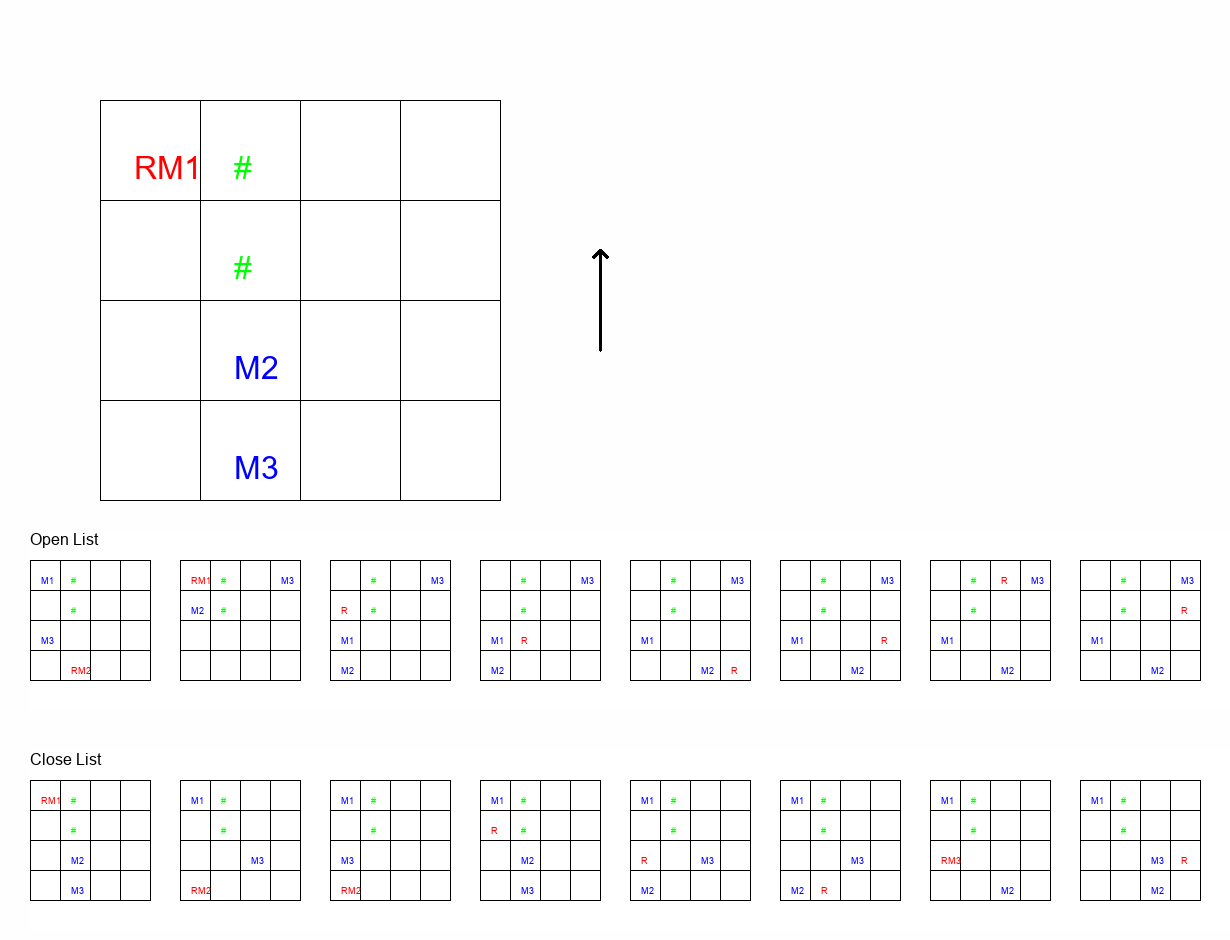 RM1 #
#
M2
M3
Open List
M1 # RM1 # M3 # M3 # M3 # M3 # M3 # R M3 # M3
# M2 # R # # # # # # R
M3 M1 M1 R M1 M1 R M1 M1
RM2 M2 M2 M2 R M2 M2 M2
Close List
RM1 # M1 # M1 # M1 # M1 # M1 # M1 # M1 #
# # # R # # # # #
M2 M3 M3 M2 R M3 M3 RM3 M3 R
M3 RM2 RM2 M3 M2 M2 R M2 M2